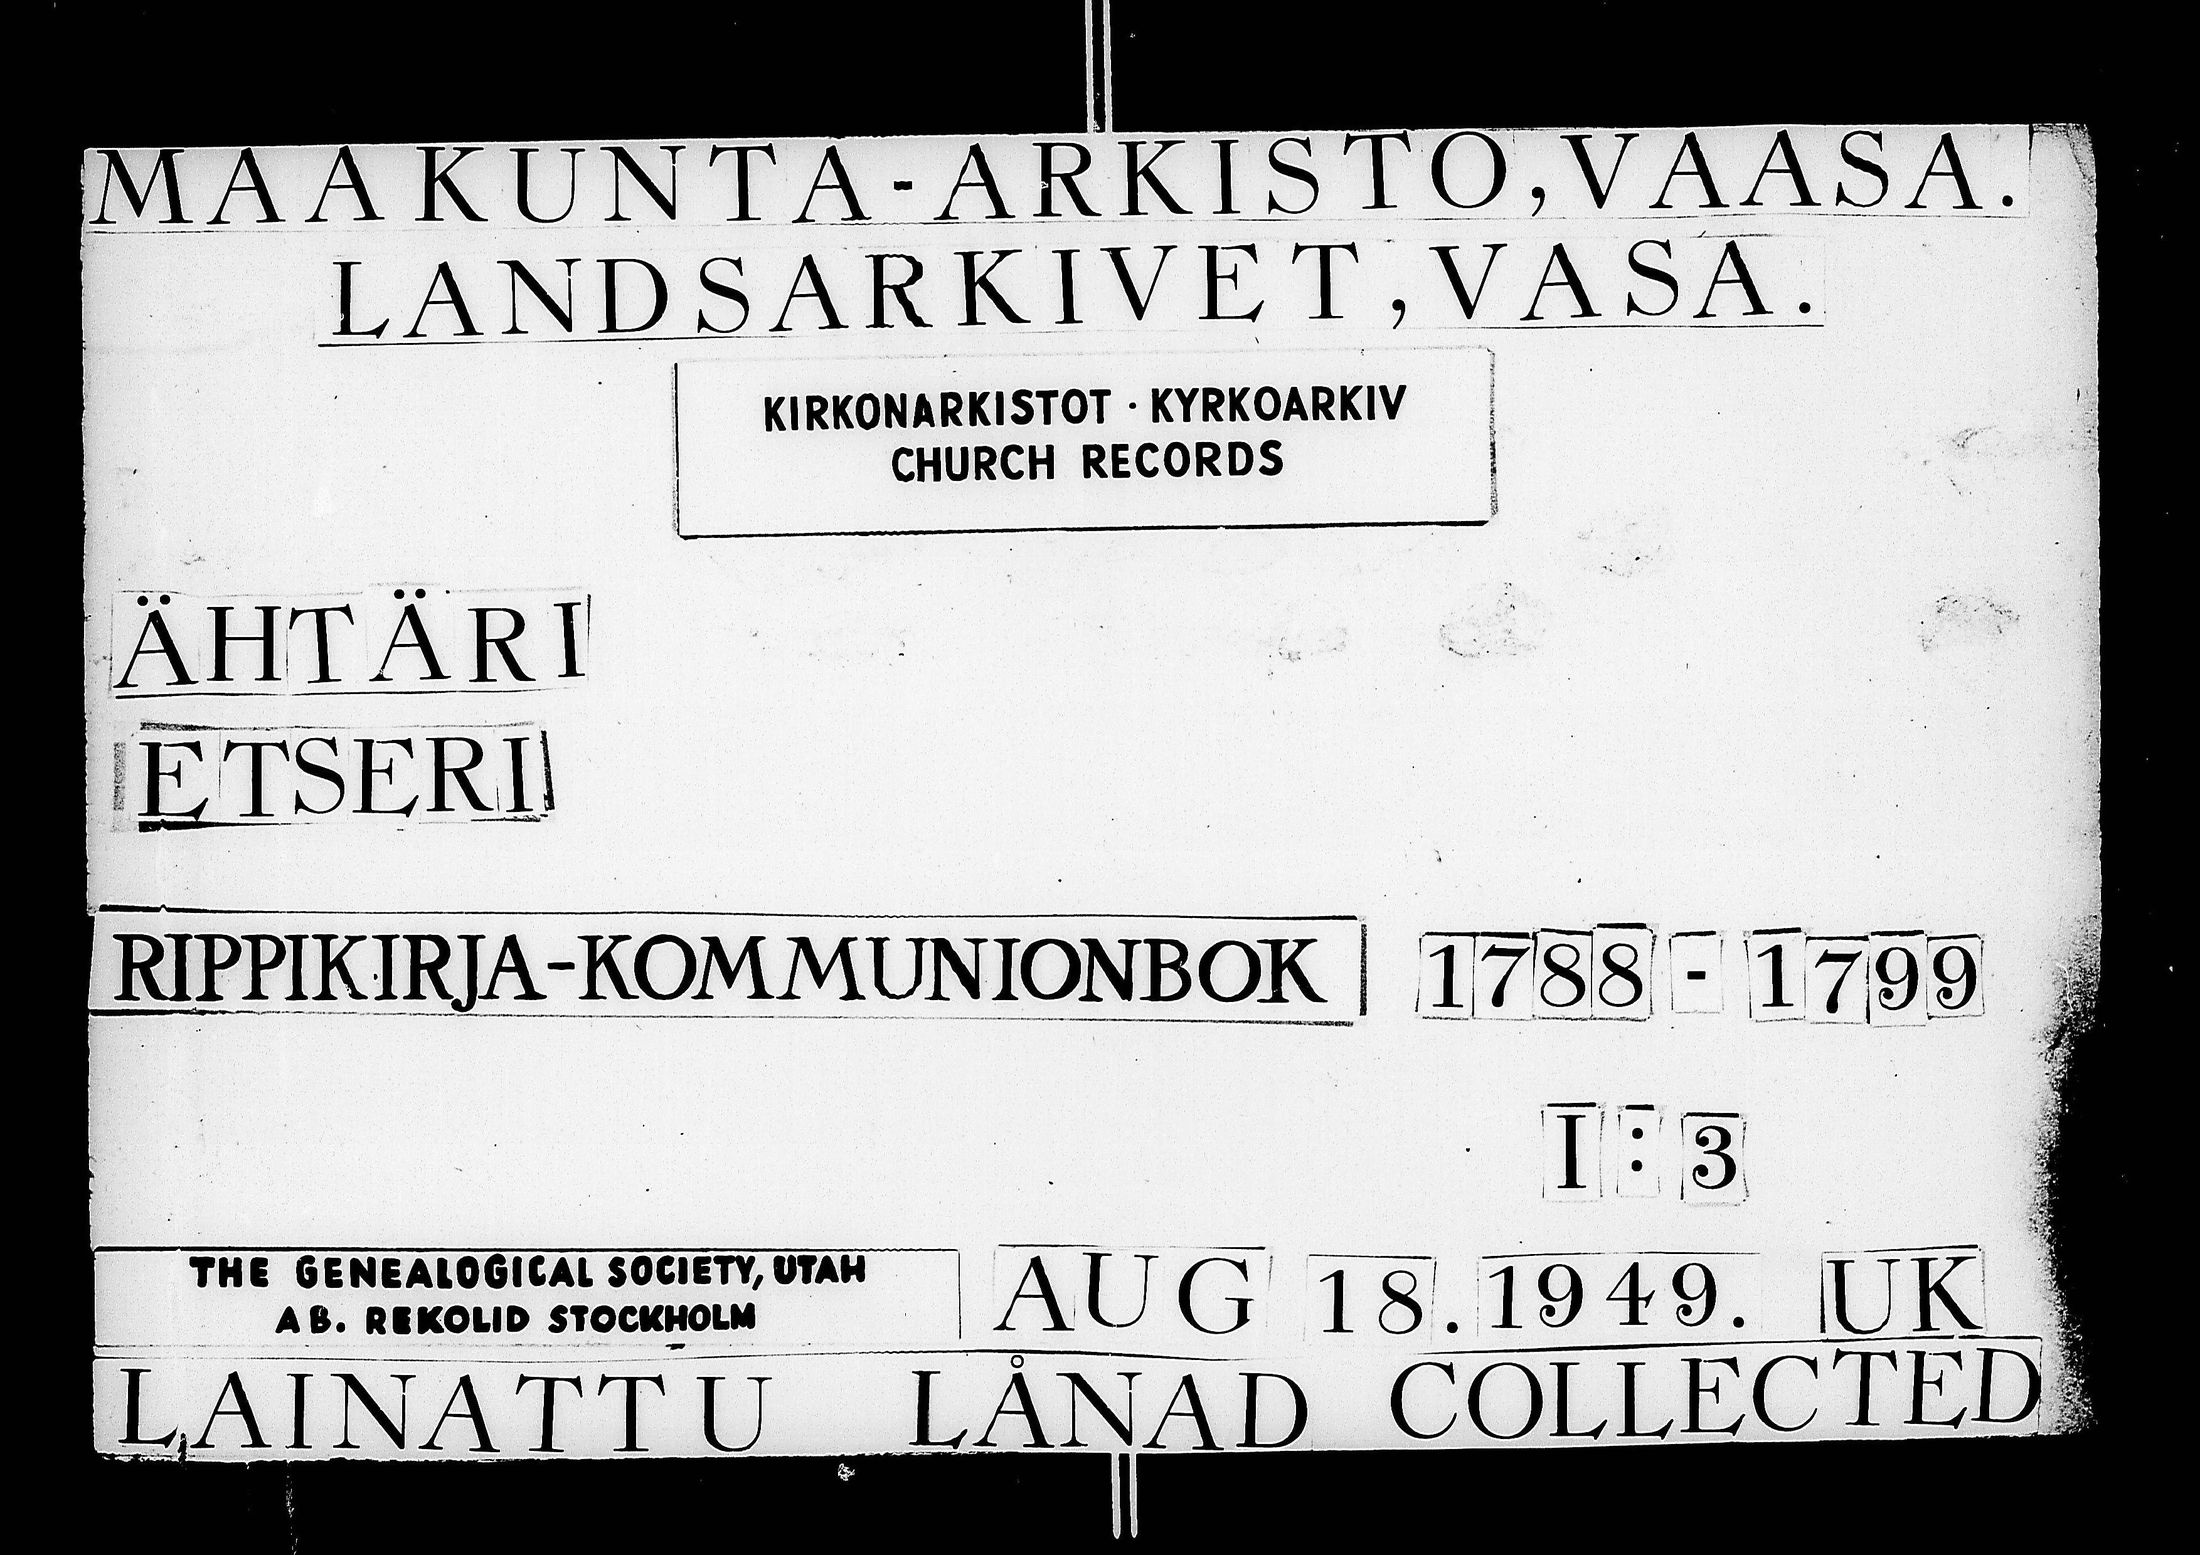 MAAKUNTA-ARKISTO, VAASA.
LANDSARKIVET, VASA.
KIRKONARKISTOT · KYRKOARKIV
CHURCH RECORDS
ÄHTÄRI
ETSERI
RIPPIKIRJA-KOMMUNIONBOK 1788-1799
I:3
THE GENEALOGICAL SOCIETY, UTAH
AB. REKOLID STOCKHOLM
AUG 18. 1949. UK
LAINATTU LÅNAD COLLECTED